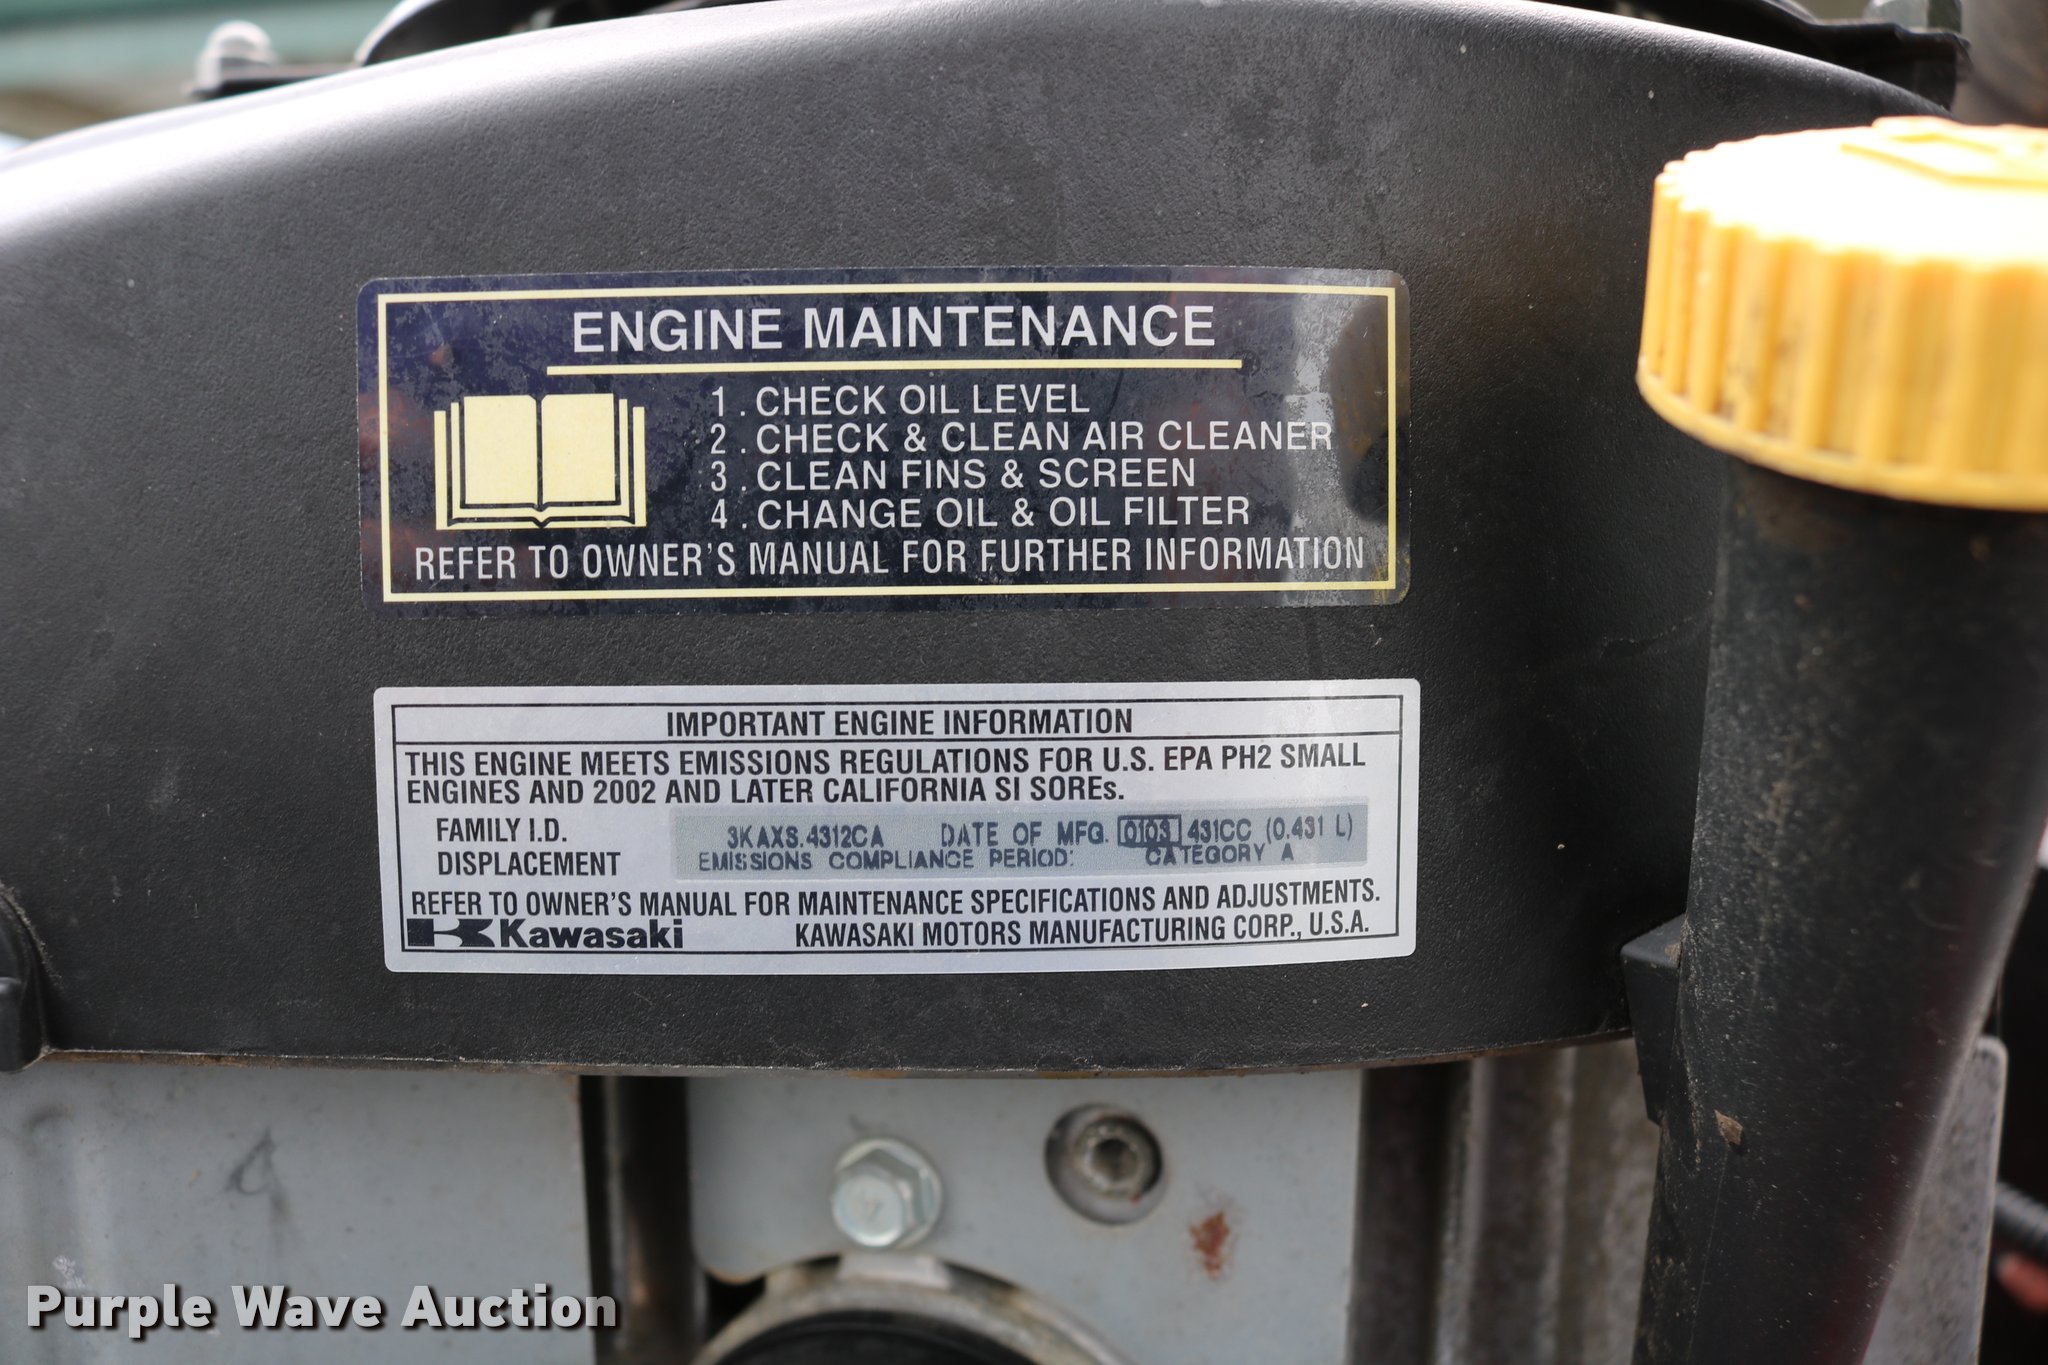 ENGINE MAINTENANCE
1. CHECK OIL LEVEL
2. CHECK & CLEAN AIR CLEANER
3. CLEAN FINS & SCREEN
4. CHANGE OIL & OIL FILTER
REFER TO OWNER'S MANUAL FOR FURTHER INFORMATION
IMPORTANT ENGINE INFORMATION
THIS ENGINE MEETS EMISSIONS REGULATIONS FOR U.S. EPA PH2 SMALL
ENGINES AND 2002 AND LATER CALIFORNIA SI SOREs.
FAMILY I.D. 3KAXS.4312CA DATE OF MFG. 0103 431CC (0.431 L)
DISPLACEMENT EMISSIONS COMPLIANCE PERIOD: CATEGORY A
REFER TO OWNER'S MANUAL FOR MAINTENANCE SPECIFICATIONS AND ADJUSTMENTS.
Kawasaki KAWASAKI MOTORS MANUFACTURING CORP., U.S.A.
Purple Wave Auction